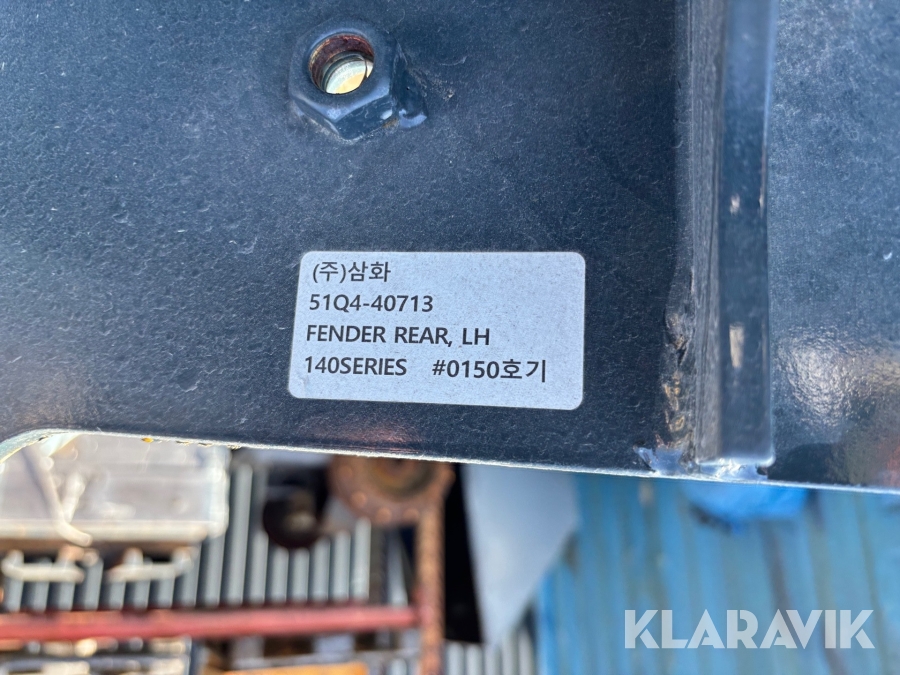 (주)삼화
51Q4-40713
FENDER REAR, LH
140SERIES #0150호기
KLARAVIK